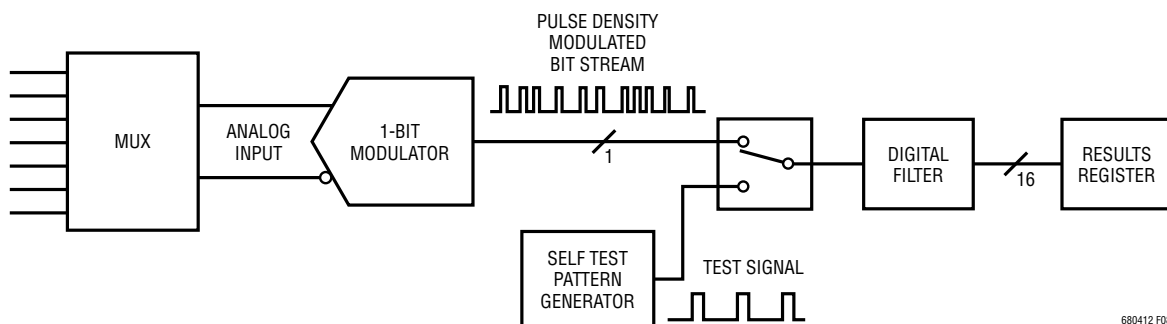 PULSE DENSITY
MODULATED
BIT STREAM
MUX
ANALOG
INPUT
1-BIT
MODULATOR
1
DIGITAL
FILTER
16
RESULTS
REGISTER
SELF TEST
PATTERN
GENERATOR
TEST SIGNAL